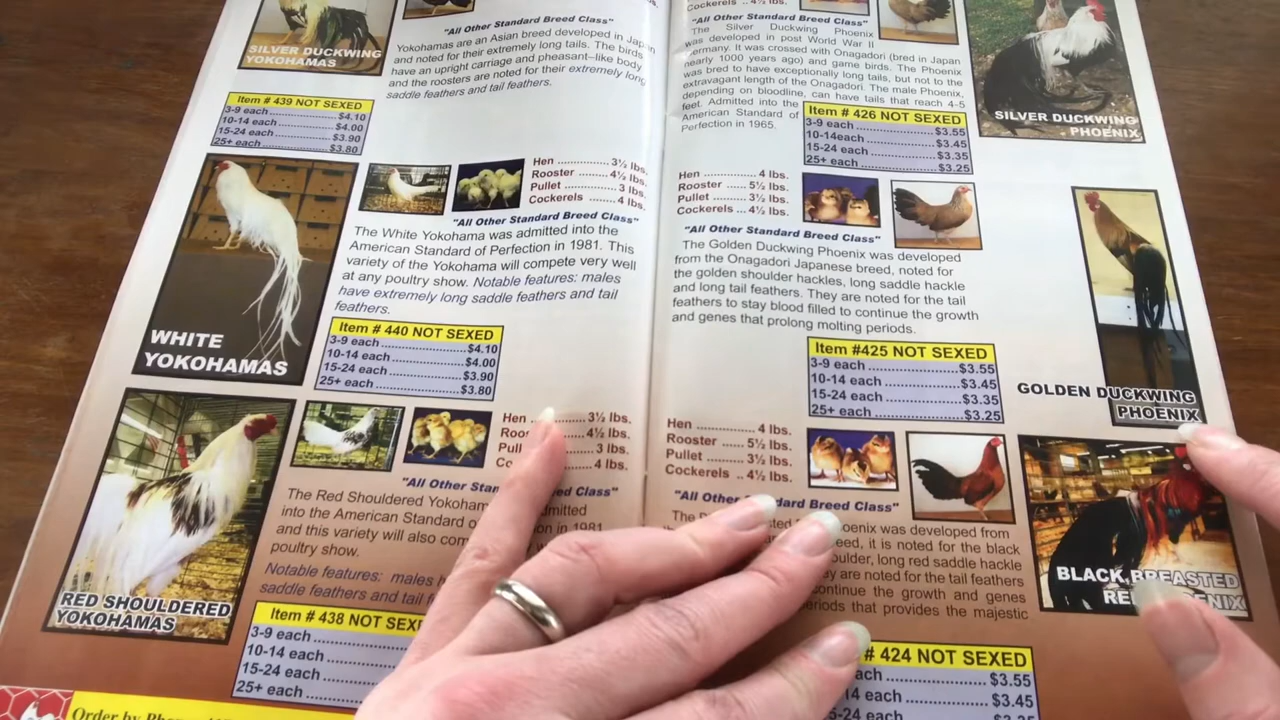 SILVER DUCKWING
YOKOHAMAS
"All Other Standard Breed Class"
Yokohamas are an Asian breed developed in Japan
and noted for their extremely long tails. The birds
have an upright carriage and pheasant–like body
and the roosters are noted for their extremely long
saddle feathers and tail feathers.
Item # 439 NOT SEXED
3-9 each ............. $4.10
10-14 each ............. $4.00
15-24 each ............. $3.90
25+ each ............. $3.80
WHITE
YOKOHAMAS
Hen ............ 3½ lbs.
Rooster ....... 4½ lbs.
Pullet .......... 3 lbs.
Cockerels ....... 4 lbs.
"All Other Standard Breed Class"
The White Yokohama was admitted into the
American Standard of Perfection in 1981. This
variety of the Yokohama will compete very well
at any poultry show. Notable features: males
have extremely long saddle feathers and tail
feathers.
Item # 440 NOT SEXED
3-9 each ............. $4.10
10-14 each ............. $4.00
15-24 each ............. $3.90
25+ each ............. $3.80
RED SHOULDERED
YOKOHAMAS
Hen 3½ lbs.
4½ lbs.
3 lbs.
4 lbs.
"All Other Stan eed Class"
The Red Shouldered Yokoham dmitted
into the American Standard o on in 1981
and this variety will also com
poultry show.
Notable features: males
saddle feathers and tail f
Item # 438 NOT SEX
3-9 each
10-14 each
15-24 each
25+ each
Order by Phone
Cockerels .. 4½ lbs.
"All Other Standard Breed Class"
The Silver Duckwing Phoenix
was developed in post World War II
Germany. It was crossed with Onagadori (bred in Japan
nearly 1000 years ago) and game birds. The Phoenix
was bred to have exceptionally long tails, but not to the
extravagant length of the Onagadori. The male Phoenix,
depending on bloodline, can have tails that reach 4-5
feet. Admitted into the
American Standard of
Perfection in 1965.
Item # 426 NOT SEXED
3-9 each ............. $3.55
10-14each ............. $3.45
15-24 each ............. $3.35
25+ each ............. $3.25
SILVER DUCKWING
PHOENIX
Hen ............ 4 lbs.
Rooster ..... 5½ lbs.
Pullet ....... 3½ lbs.
Cockerels .. 4½ lbs.
"All Other Standard Breed Class"
The Golden Duckwing Phoenix was developed
from the Onagadori Japanese breed, noted for
the golden shoulder hackles, long saddle hackle
and long tail feathers. They are noted for the tail
feathers to stay blood filled to continue the growth
and genes that prolong molting periods.
Item #425 NOT SEXED
3-9 each ............. $3.55
10-14 each ............. $3.45
15-24 each ............. $3.35
25+ each ............. $3.25
GOLDEN DUCKWING
PHOENIX
Hen ............ 4 lbs.
Rooster ..... 5½ lbs.
Pullet ....... 3½ lbs.
Cockerels .. 4½ lbs.
"All Other dard Breed Class"
oenix was developed from
eed, it is noted for the black
oulder, long red saddle hackle
ey are noted for the tail feathers
continue the growth and genes
eriods that provides the majestic
# 424 NOT SEXED
ach $3.55
14 each $3.45
5-24 each
BLACK BREASTED